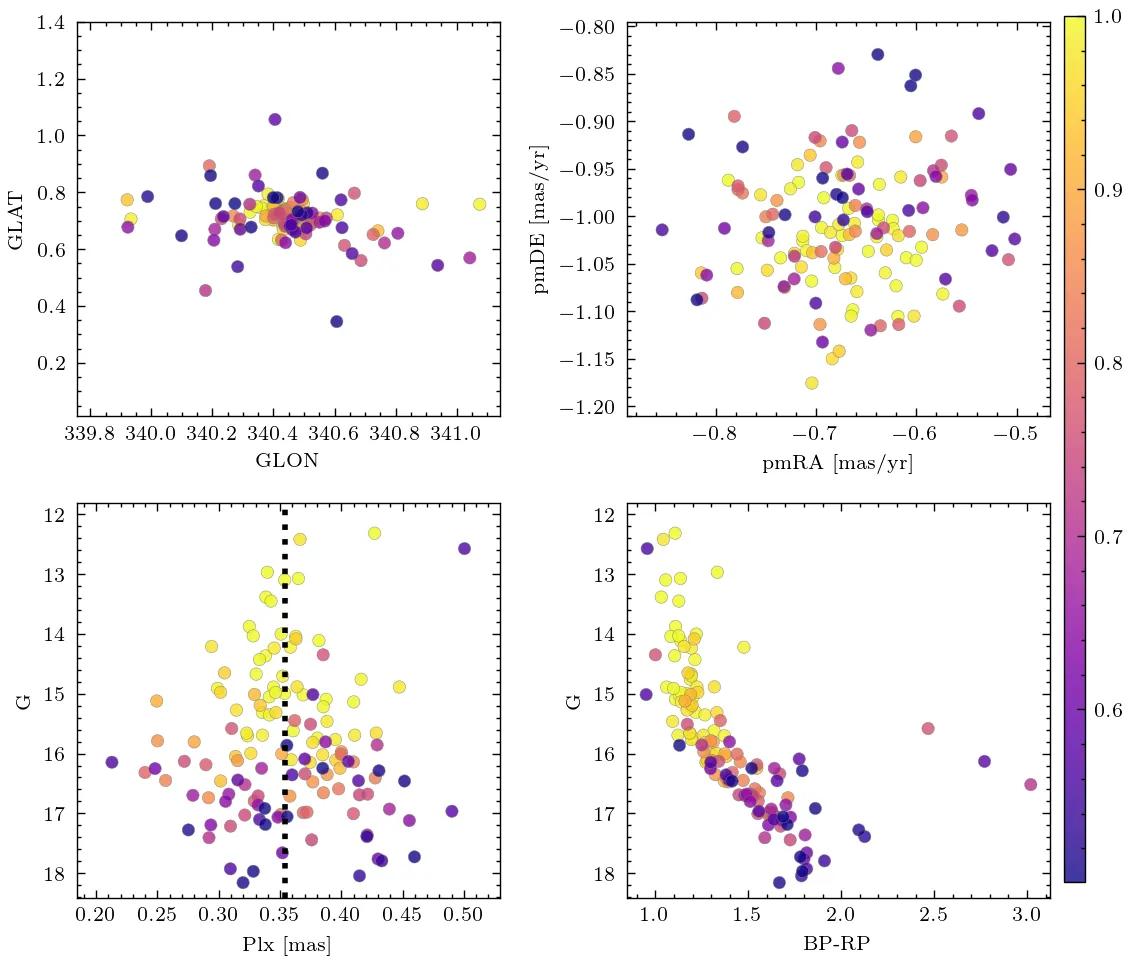 1.4
1.2
1.0
0.8
0.6
0.4
0.2
GLAT
339.8 340.0 340.2 340.4 340.6 340.8 341.0
GLON
−0.80
−0.85
−0.90
−0.95
−1.00
−1.05
−1.10
−1.15
−1.20
pmDE [mas/yr]
−0.8 −0.7 −0.6 −0.5
pmRA [mas/yr]
1.0
0.9
0.8
0.7
0.6
12
13
14
15
16
17
18
G
0.20 0.25 0.30 0.35 0.40 0.45 0.50
Plx [mas]
12
13
14
15
16
17
18
G
1.0 1.5 2.0 2.5 3.0
BP-RP